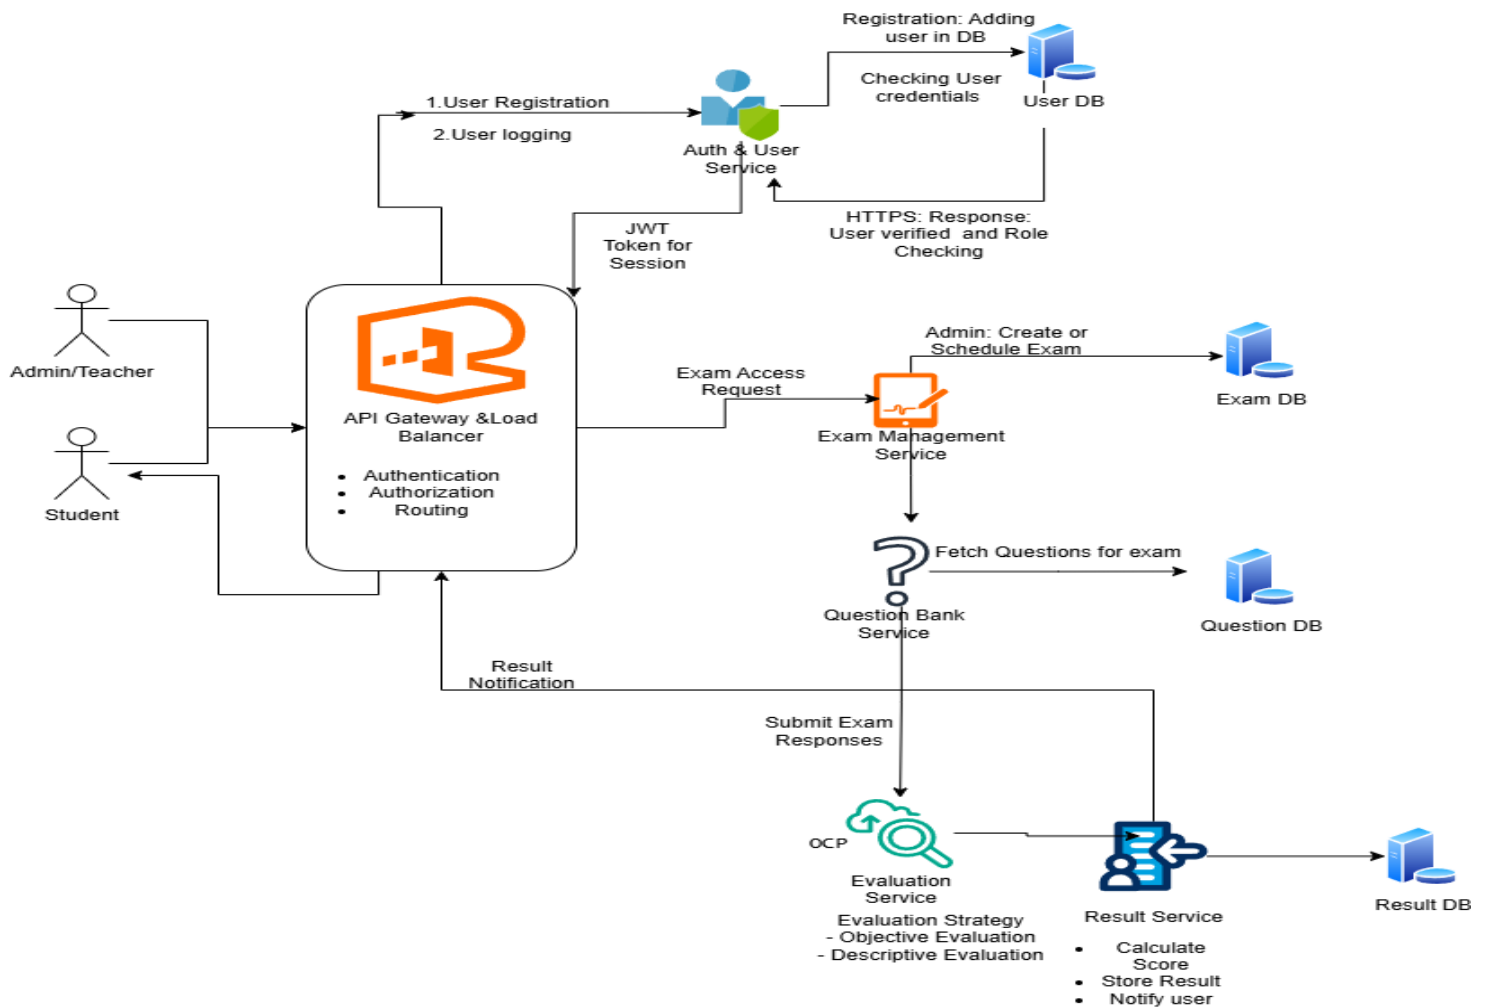 Registration: Adding
user in DB
Checking User
credentials
User DB
1.User Registration
2.User logging
Auth & User
Service
HTTPS: Response:
User verified and Role
Checking
JWT
Token for
Session
Admin/Teacher
Student
API Gateway &Load
Balancer
• Authentication
• Authorization
• Routing
Exam Access
Request
Admin: Create or
Schedule Exam
Exam DB
Exam Management
Service
Fetch Questions for exam
Question Bank
Service
Question DB
Result
Notification
Submit Exam
Responses
OCP
Evaluation
Service
Evaluation Strategy
- Objective Evaluation
- Descriptive Evaluation
Result Service
• Calculate
Score
• Store Result
• Notify user
Result DB